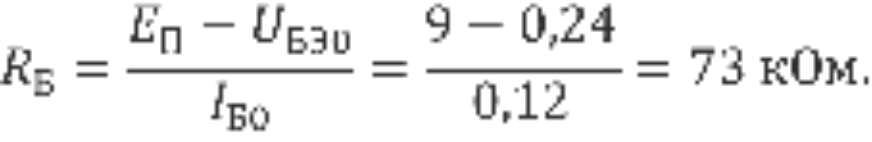 R_Б = (E_П − U_БЭ0) / I_Б0 = (9 − 0,24) / 0,12 = 73 кОм.